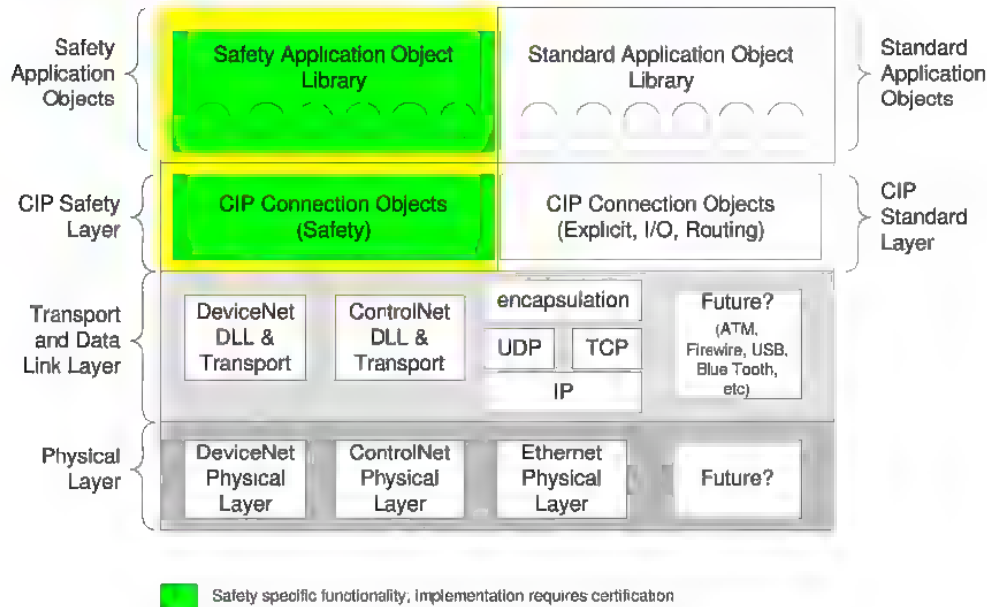 Safety
Application
Objects
Safety Application Object
Library
Standard Application Object
Library
Standard
Application
Objects
CIP Safety
Layer
CIP Connection Objects
(Safety)
CIP Connection Objects
(Explicit, I/O, Routing)
CIP
Standard
Layer
Transport
and Data
Link Layer
DeviceNet
DLL &
Transport
ControlNet
DLL &
Transport
encapsulation
UDP
TCP
IP
Future?
(ATM,
Firewire, USB,
Blue Tooth,
etc)
Physical
Layer
DeviceNet
Physical
Layer
ControlNet
Physical
Layer
Ethernet
Physical
Layer
Future?
Safety specific functionality, implementation requires certification